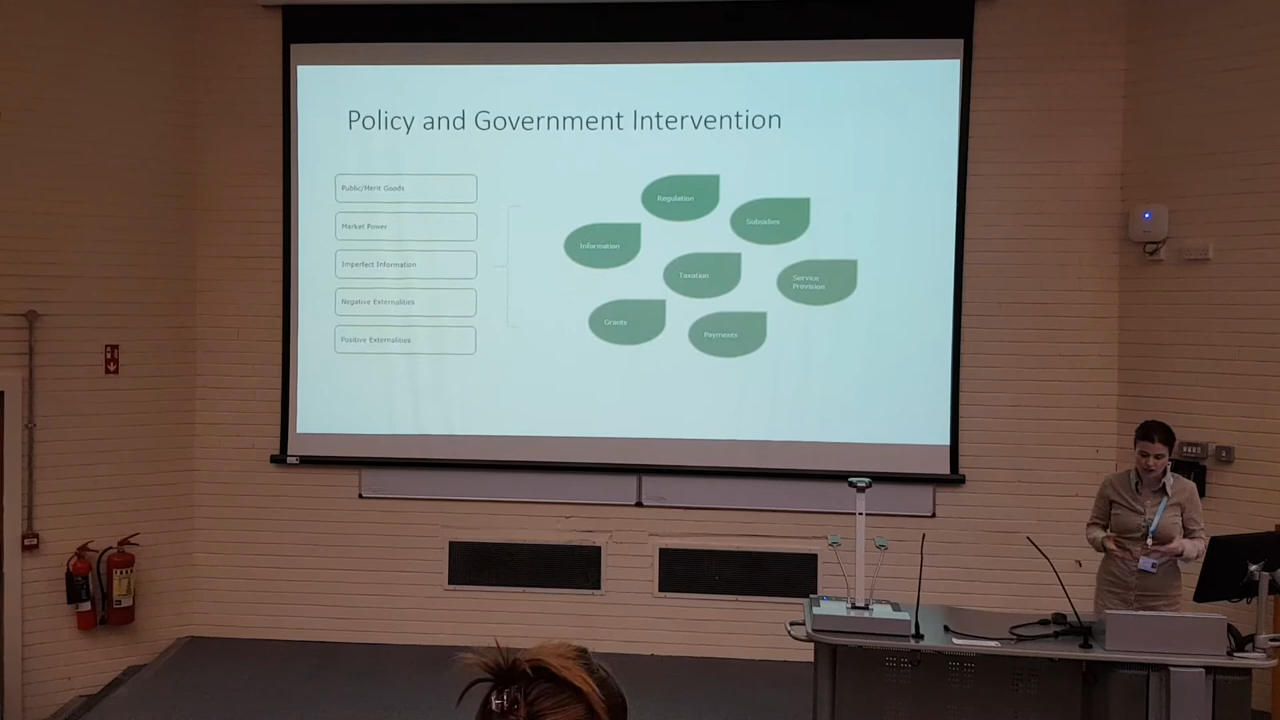 Policy and Government Intervention
Public/Merit Goods
Market Power
Imperfect Information
Negative Externalities
Positive Externalities
Regulation
Subsidies
Information
Taxation
Service
Provision
Grants
Payments